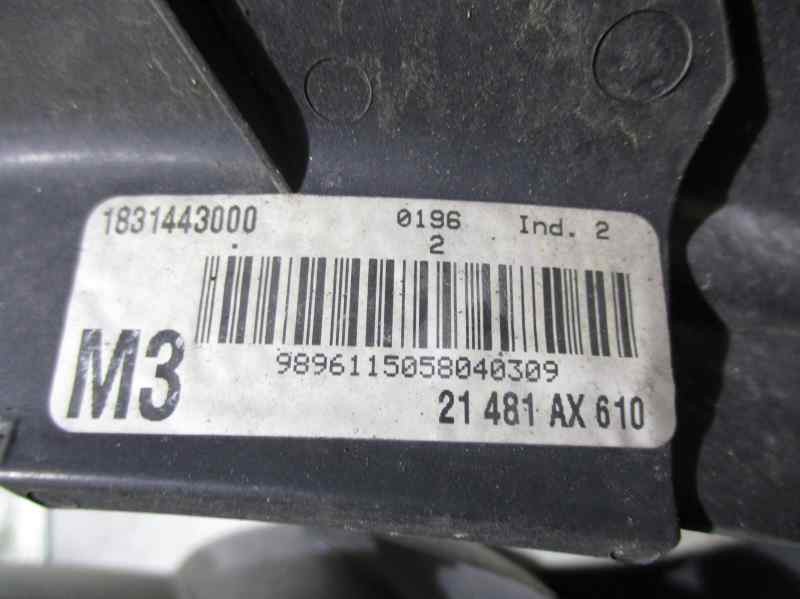 1831443000 0196 Ind. 2
2
M3
9896115058040309
21 481 AX 610